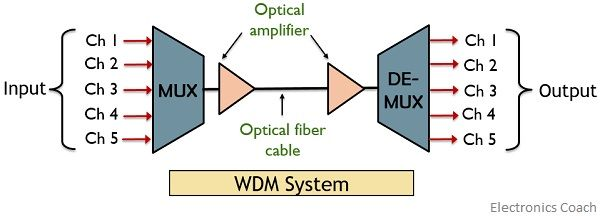 Optical
amplifier
Input
Ch 1
Ch 2
Ch 3
Ch 4
Ch 5
MUX
Optical fiber
cable
DE-
MUX
Ch 1
Ch 2
Ch 3
Ch 4
Ch 5
Output
WDM System
Electronics Coach